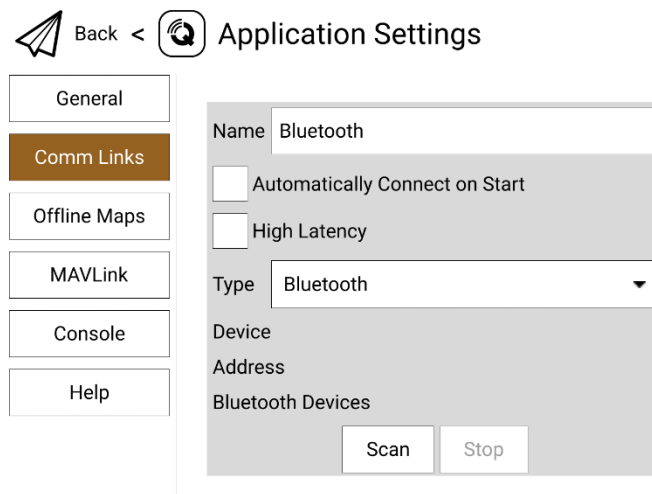 Back < Application Settings
General
Comm Links
Offline Maps
MAVLink
Console
Help
Name Bluetooth
Automatically Connect on Start
High Latency
Type Bluetooth
Device
Address
Bluetooth Devices
Scan Stop